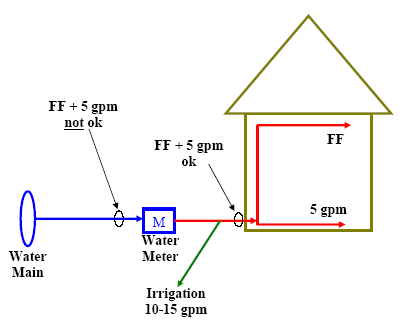 FF + 5 gpm
not ok
FF + 5 gpm
ok
FF
5 gpm
M
Water
Main
Water
Meter
Irrigation
10-15 gpm